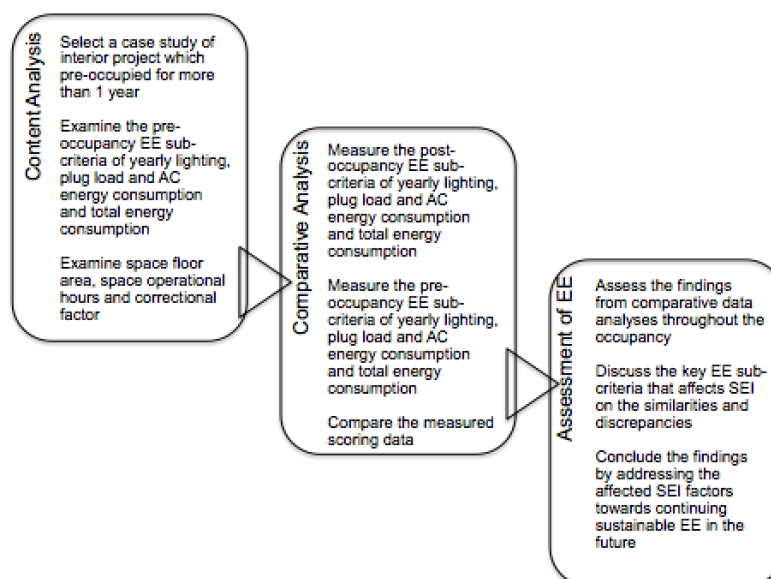 Content Analysis
Select a case study of
interior project which
pre-occupied for more
than 1 year
Examine the pre-
occupancy EE sub-
criteria of yearly lighting,
plug load and AC
energy consumption
and total energy
consumption
Examine space floor
area, space operational
hours and correctional
factor
Comparative Analysis
Measure the post-
occupancy EE sub-
criteria of yearly lighting,
plug load and AC
energy consumption
and total energy
consumption
Measure the pre-
occupancy EE sub-
criteria of yearly lighting,
plug load and AC
energy consumption
and total energy
consumption
Compare the measured
scoring data
Assessment of EE
Assess the findings
from comparative data
analyses throughout the
occupancy
Discuss the key EE sub-
criteria that affects SEI
on the similarities and
discrepancies
Conclude the findings
by addressing the
affected SEI factors
towards continuing
sustainable EE in the
future